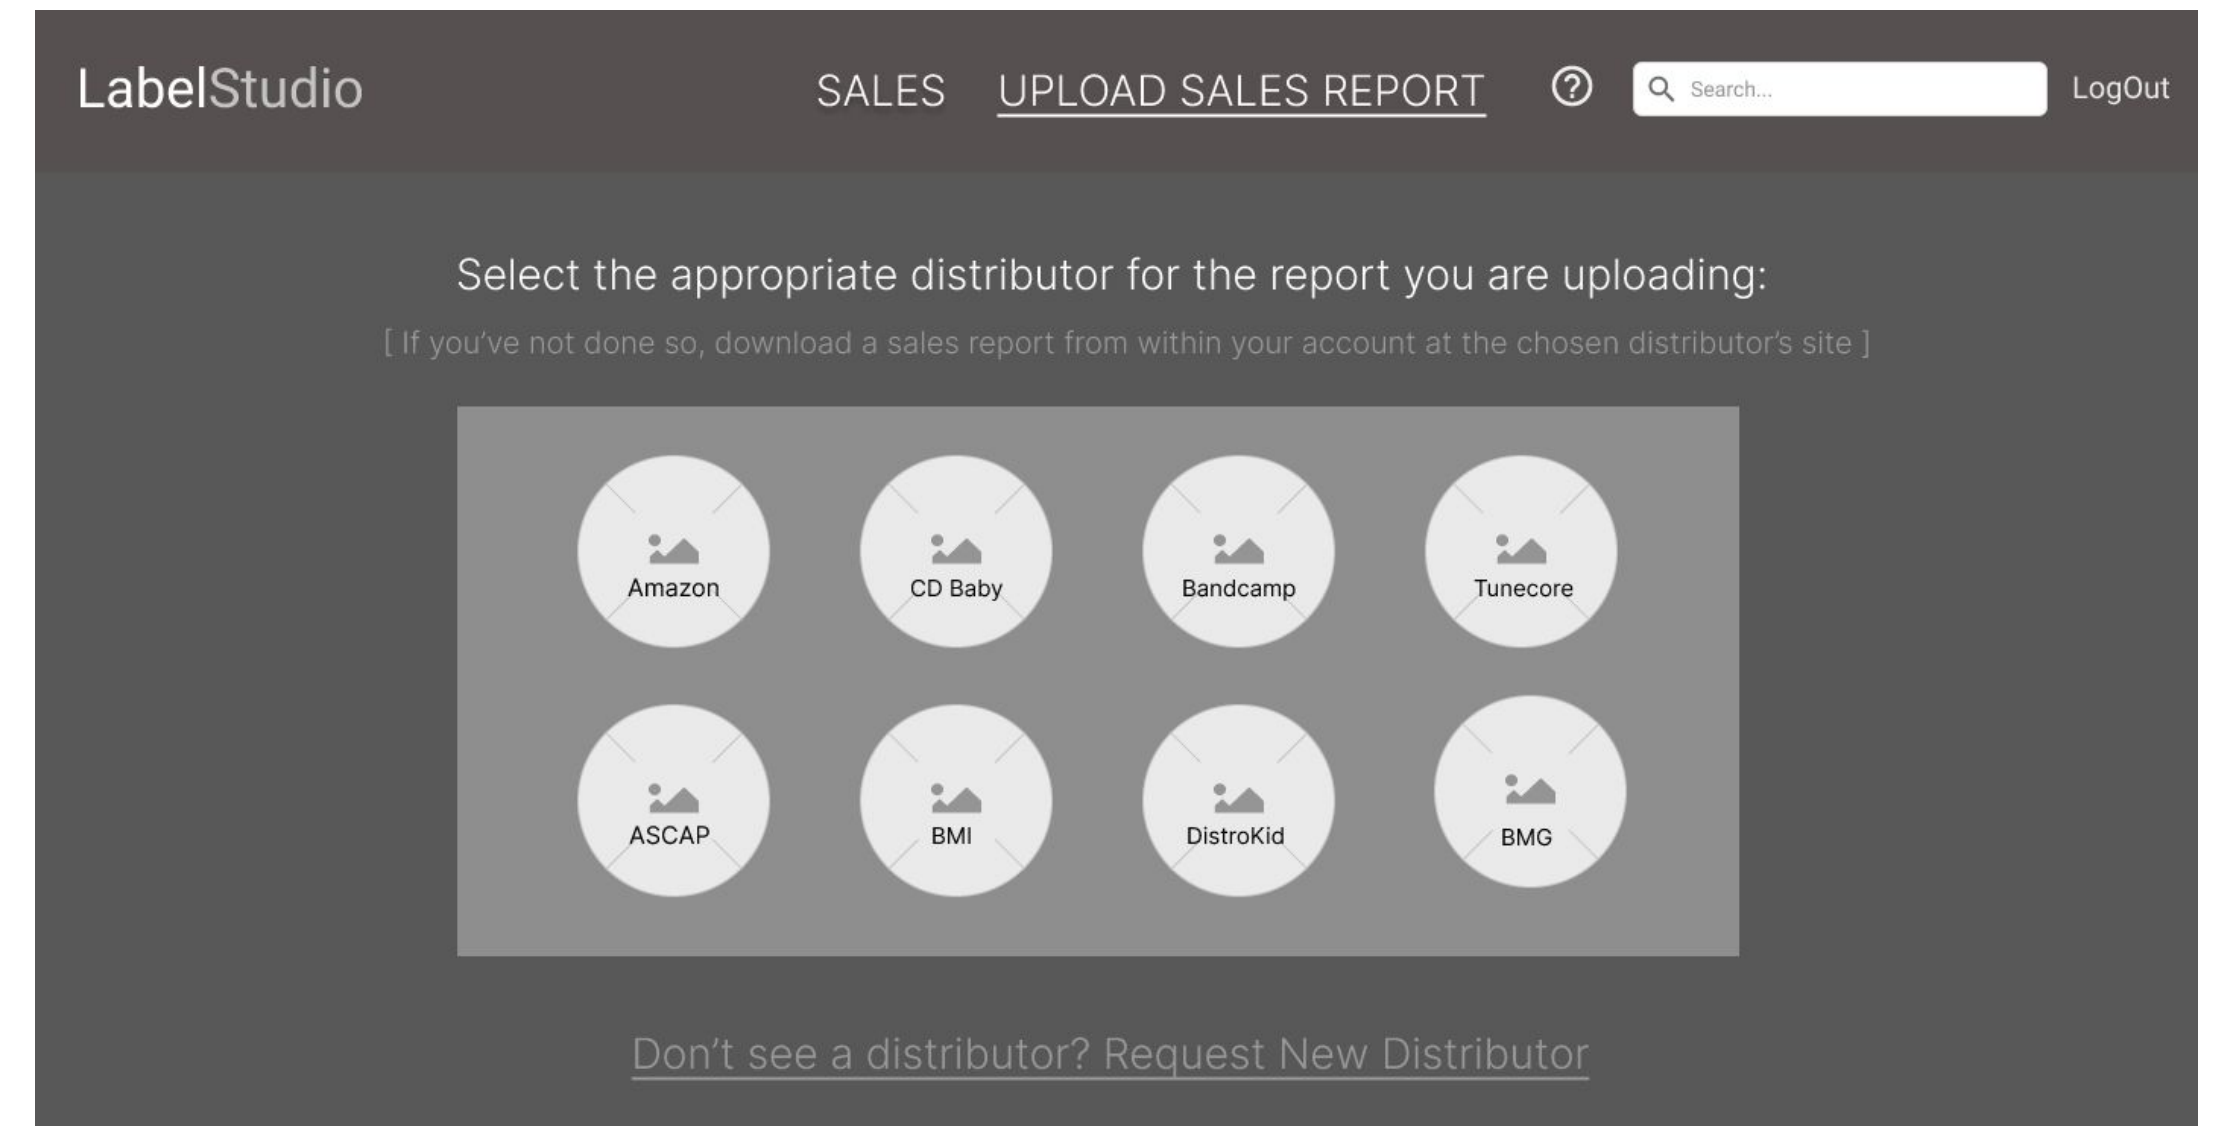 LabelStudio SALES UPLOAD SALES REPORT Search... LogOut
Select the appropriate distributor for the report you are uploading:
[ If you’ve not done so, download a sales report from within your account at the chosen distributor’s site ]
Amazon CD Baby Bandcamp Tunecore
ASCAP BMI DistroKid BMG
Don’t see a distributor? Request New Distributor